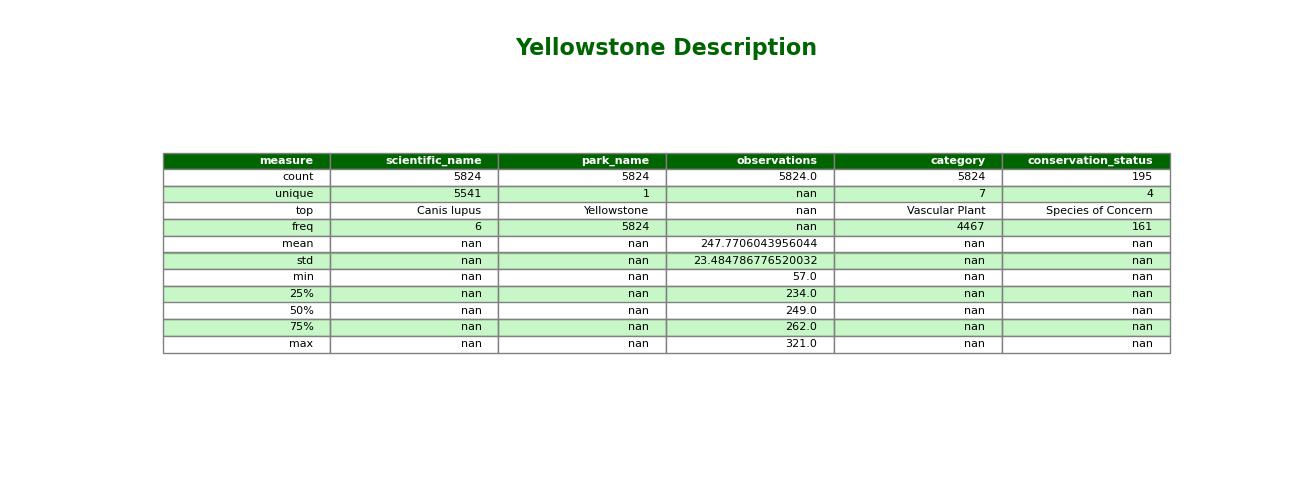 Yellowstone Description
measure scientific_name park_name observations category conservation_status
count 5824 5824 5824.0 5824 195
unique 5541 1 nan 7 4
top Canis lupus Yellowstone nan Vascular Plant Species of Concern
freq 6 5824 nan 4467 161
mean nan nan 247.7706043956044 nan nan
std nan nan 23.484786776520032 nan nan
min nan nan 57.0 nan nan
25% nan nan 234.0 nan nan
50% nan nan 249.0 nan nan
75% nan nan 262.0 nan nan
max nan nan 321.0 nan nan